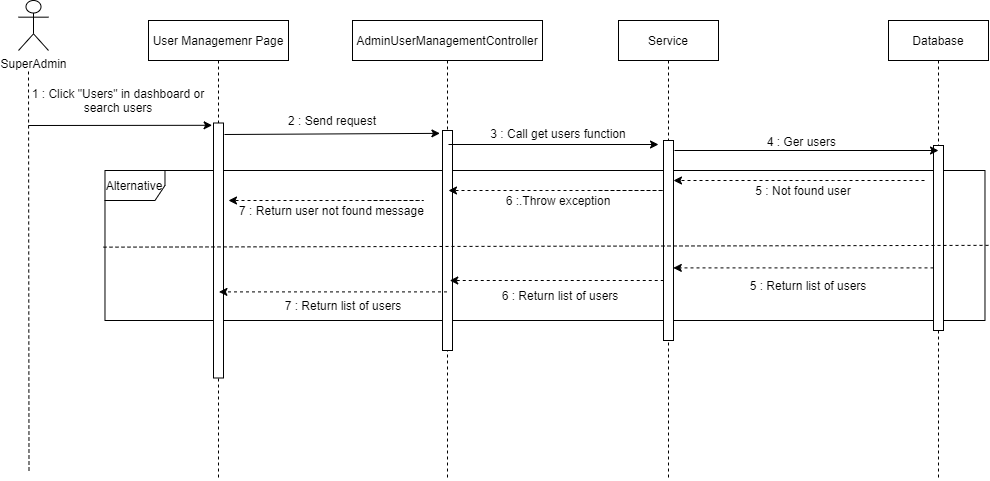 SuperAdmin
User Managemenr Page
AdminUserManagementController
Service
Database
1 : Click "Users" in dashboard or
search users
2 : Send request
3 : Call get users function
4 : Ger users
Alternative
5 : Not found user
6 :.Throw exception
7 : Return user not found message
5 : Return list of users
6 : Return list of users
7 : Return list of users